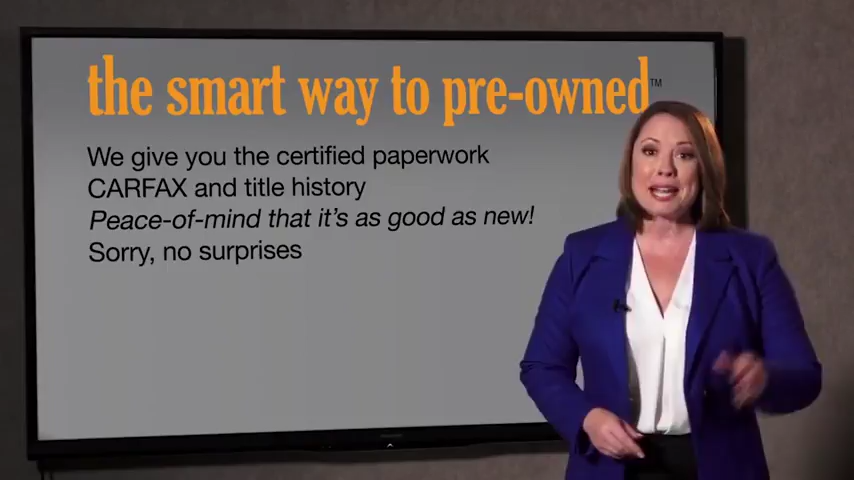 the smart way to pre-owned™
We give you the certified paperwork
CARFAX and title history
Peace-of-mind that it's as good as new!
Sorry, no surprises